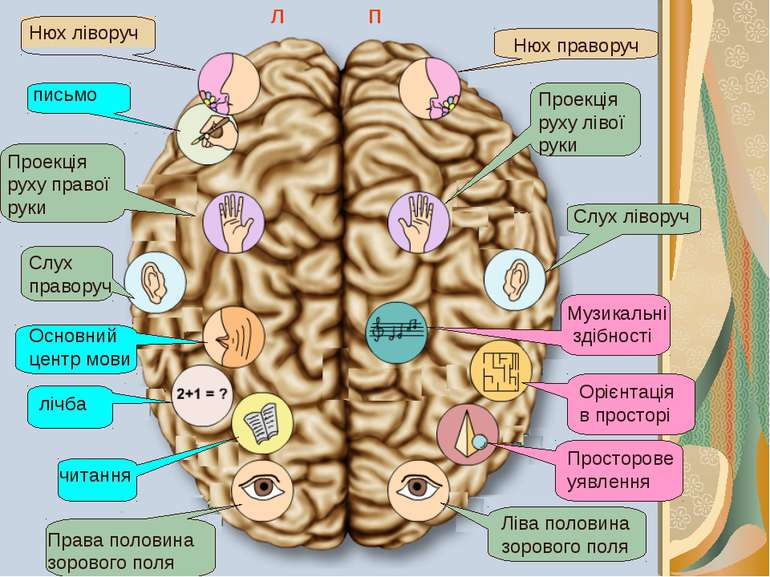 Л
П
Нюх ліворуч
письмо
Проекція
руху правої
руки
Слух
праворуч
Основний
центр мови
лічба
2+1 = ?
читання
Права половина
зорового поля
Нюх праворуч
Проекція
руху лівої
руки
Слух ліворуч
Музикальні
здібності
Орієнтація
в просторі
Просторове
уявлення
Ліва половина
зорового поля